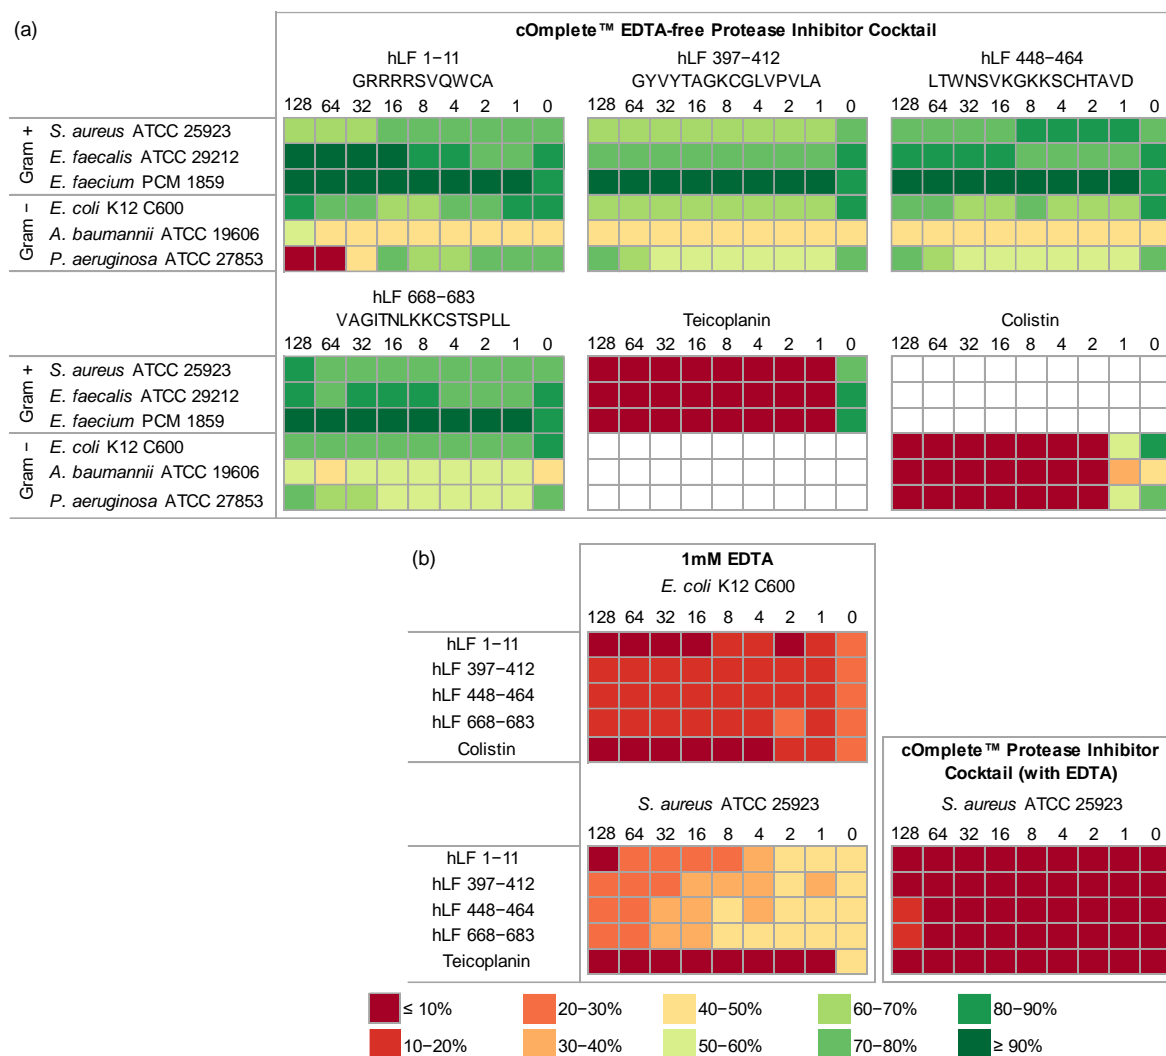 (a)
cOmplete™ EDTA-free Protease Inhibitor Cocktail
hLF 1−11
GRRRRSVQWCA
hLF 397−412
GYVYTAGKCGLVPVLA
hLF 448−464
LTWNSVKGKKSCHTAVD
128 64 32 16 8 4 2 1 0
128 64 32 16 8 4 2 1 0
128 64 32 16 8 4 2 1 0
Gram +
S. aureus ATCC 25923
E. faecalis ATCC 29212
E. faecium PCM 1859
Gram −
E. coli K12 C600
A. baumannii ATCC 19606
P. aeruginosa ATCC 27853
hLF 668−683
VAGITNLKKCSTSPLL
Teicoplanin
Colistin
128 64 32 16 8 4 2 1 0
128 64 32 16 8 4 2 1 0
128 64 32 16 8 4 2 1 0
Gram +
S. aureus ATCC 25923
E. faecalis ATCC 29212
E. faecium PCM 1859
Gram −
E. coli K12 C600
A. baumannii ATCC 19606
P. aeruginosa ATCC 27853
(b)
1mM EDTA
E. coli K12 C600
128 64 32 16 8 4 2 1 0
hLF 1−11
hLF 397−412
hLF 448−464
hLF 668−683
Colistin
S. aureus ATCC 25923
128 64 32 16 8 4 2 1 0
hLF 1−11
hLF 397−412
hLF 448−464
hLF 668−683
Teicoplanin
cOmplete™ Protease Inhibitor
Cocktail (with EDTA)
S. aureus ATCC 25923
128 64 32 16 8 4 2 1 0
≤ 10%
20−30%
40−50%
60−70%
80−90%
10−20%
30−40%
50−60%
70−80%
≥ 90%